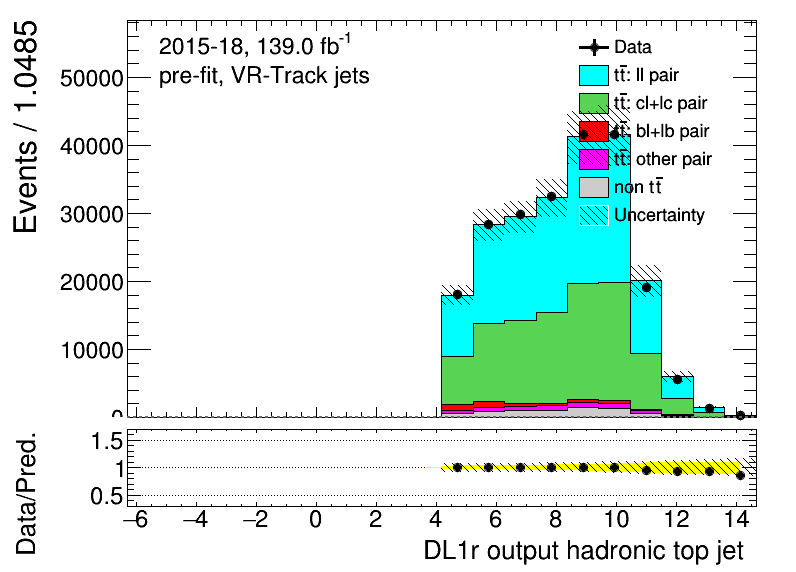 Events / 1.0485
2015-18, 139.0 fb⁻¹
pre-fit, VR-Track jets
Data
tt̄: ll pair
tt̄: cl+lc pair
tt̄: bl+lb pair
tt̄: other pair
non tt̄
Uncertainty
50000
40000
30000
20000
10000
0
Data/Pred.
1.5
1
0.5
−6 −4 −2 0 2 4 6 8 10 12 14
DL1r output hadronic top jet